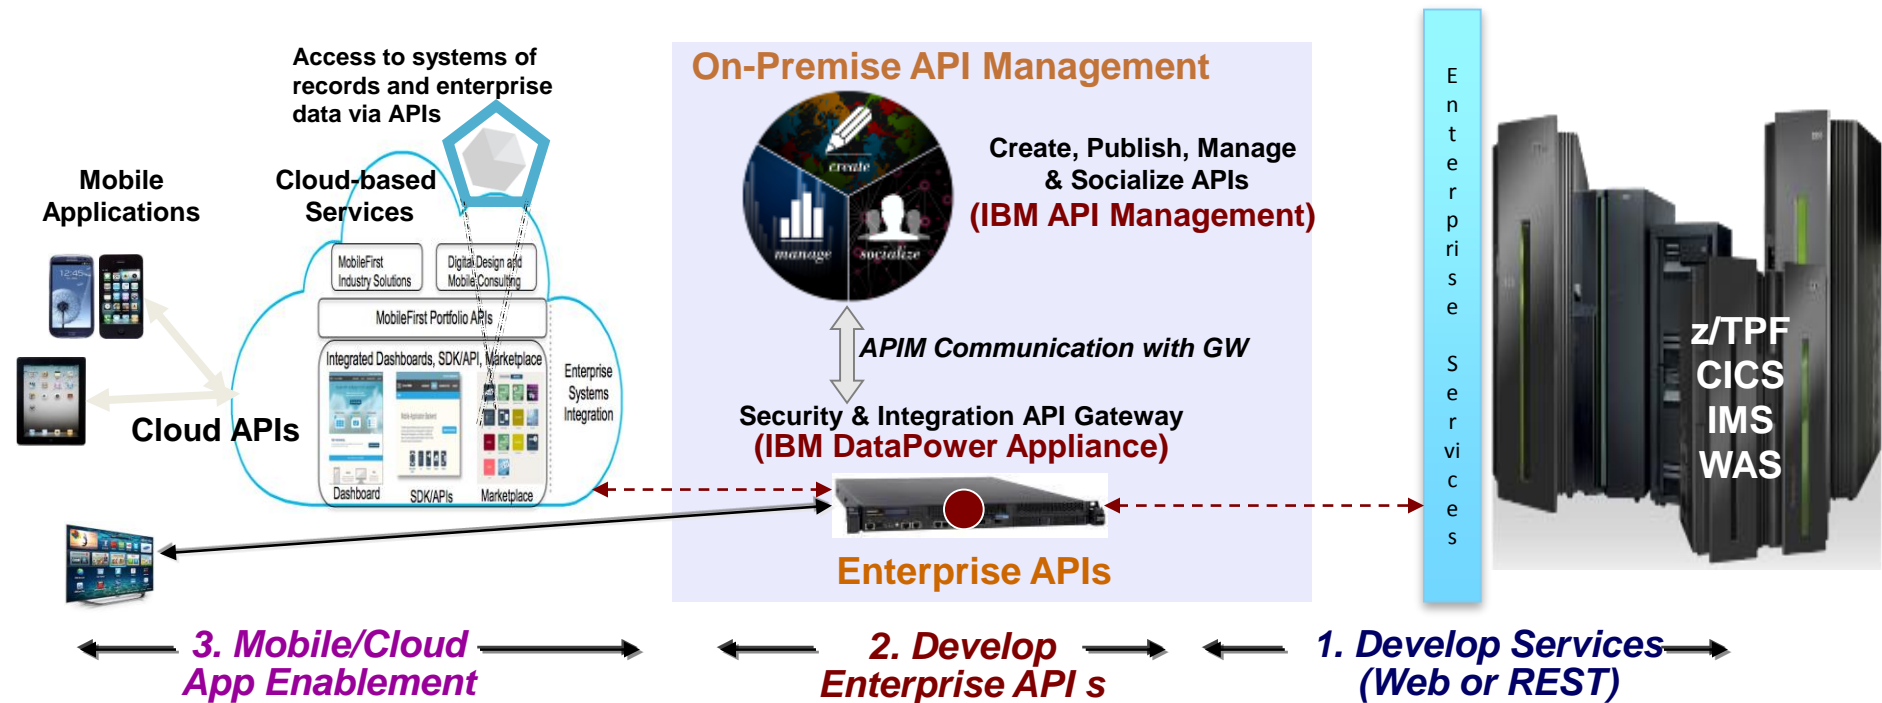 Access to systems of
records and enterprise
data via APIs
Mobile
Applications
Cloud-based
Services
MobileFirst
Industry Solutions
Digital Design and
Mobile Consulting
MobileFirst Portfolio APIs
Integrated Dashboards, SDK/API, Marketplace
Enterprise
Systems
Integration
Dashboard
SDK/APIs
Marketplace
Cloud APIs
12:45
On-Premise API Management
create
manage
socialize
Create, Publish, Manage
& Socialize APIs
(IBM API Management)
APIM Communication with GW
Security & Integration API Gateway
(IBM DataPower Appliance)
Enterprise APIs
Enterprise Services
z/TPF
CICS
IMS
WAS
3. Mobile/Cloud
App Enablement
2. Develop
Enterprise API s
1. Develop Services
(Web or REST)